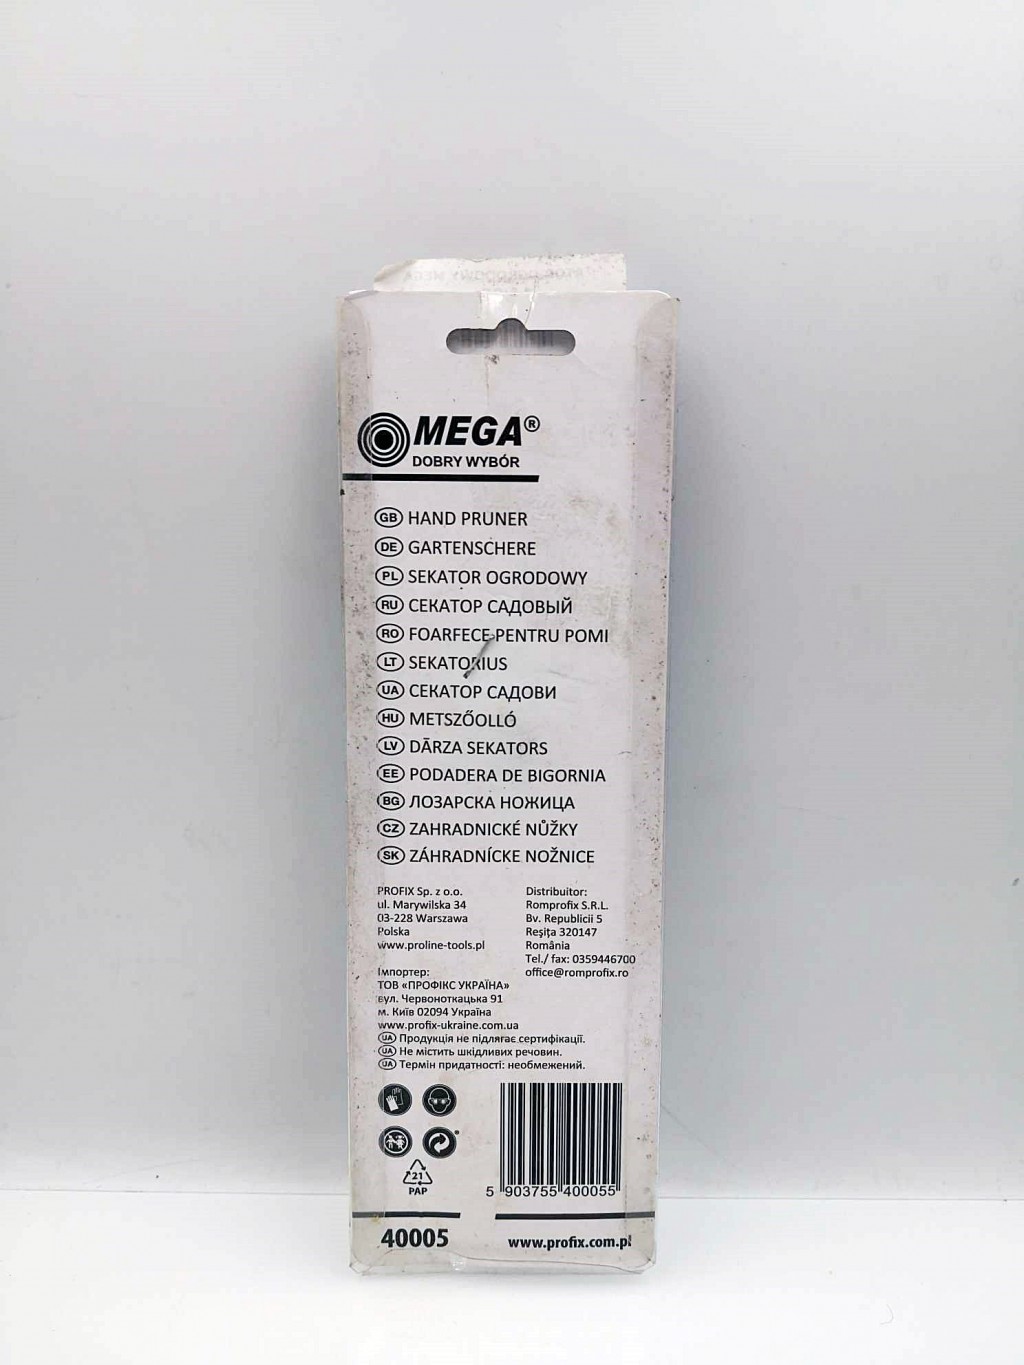 MEGA®
DOBRY WYBÓR
GB HAND PRUNER
DE GARTENSCHERE
PL SEKATOR OGRODOWY
RU СЕКАТОР САДОВЫЙ
RO FOARFECE PENTRU POMI
LT SEKATORIUS
UA СЕКАТОР САДОВИ
HU METSZŐOLLÓ
LV DĀRZA SEKATORS
EE PODADERA DE BIGORNIA
BG ЛОЗАРСКА НОЖИЦА
CZ ZAHRADNICKÉ NŮŽKY
SK ZÁHRADNÍCKE NOŽNICE
PROFIX Sp. z o.o.
ul. Marywilska 34
03-228 Warszawa
Polska
www.proline-tools.pl
Distribuitor:
Romprofix S.R.L.
Bv. Republicii 5
Reşiţa 320147
România
Tel./ fax: 0359446700
office@romprofix.ro
Імпортер:
ТОВ «ПРОФІКС УКРАЇНА»
вул. Червоноткацька 91
м. Київ 02094 Україна
www.profix-ukraine.com.ua
UA Продукція не підлягає сертифікації.
UA Не містить шкідливих речовин.
UA Термін придатності: необмежений.
21
PAP
5 903755 400055
40005
www.profix.com.pl